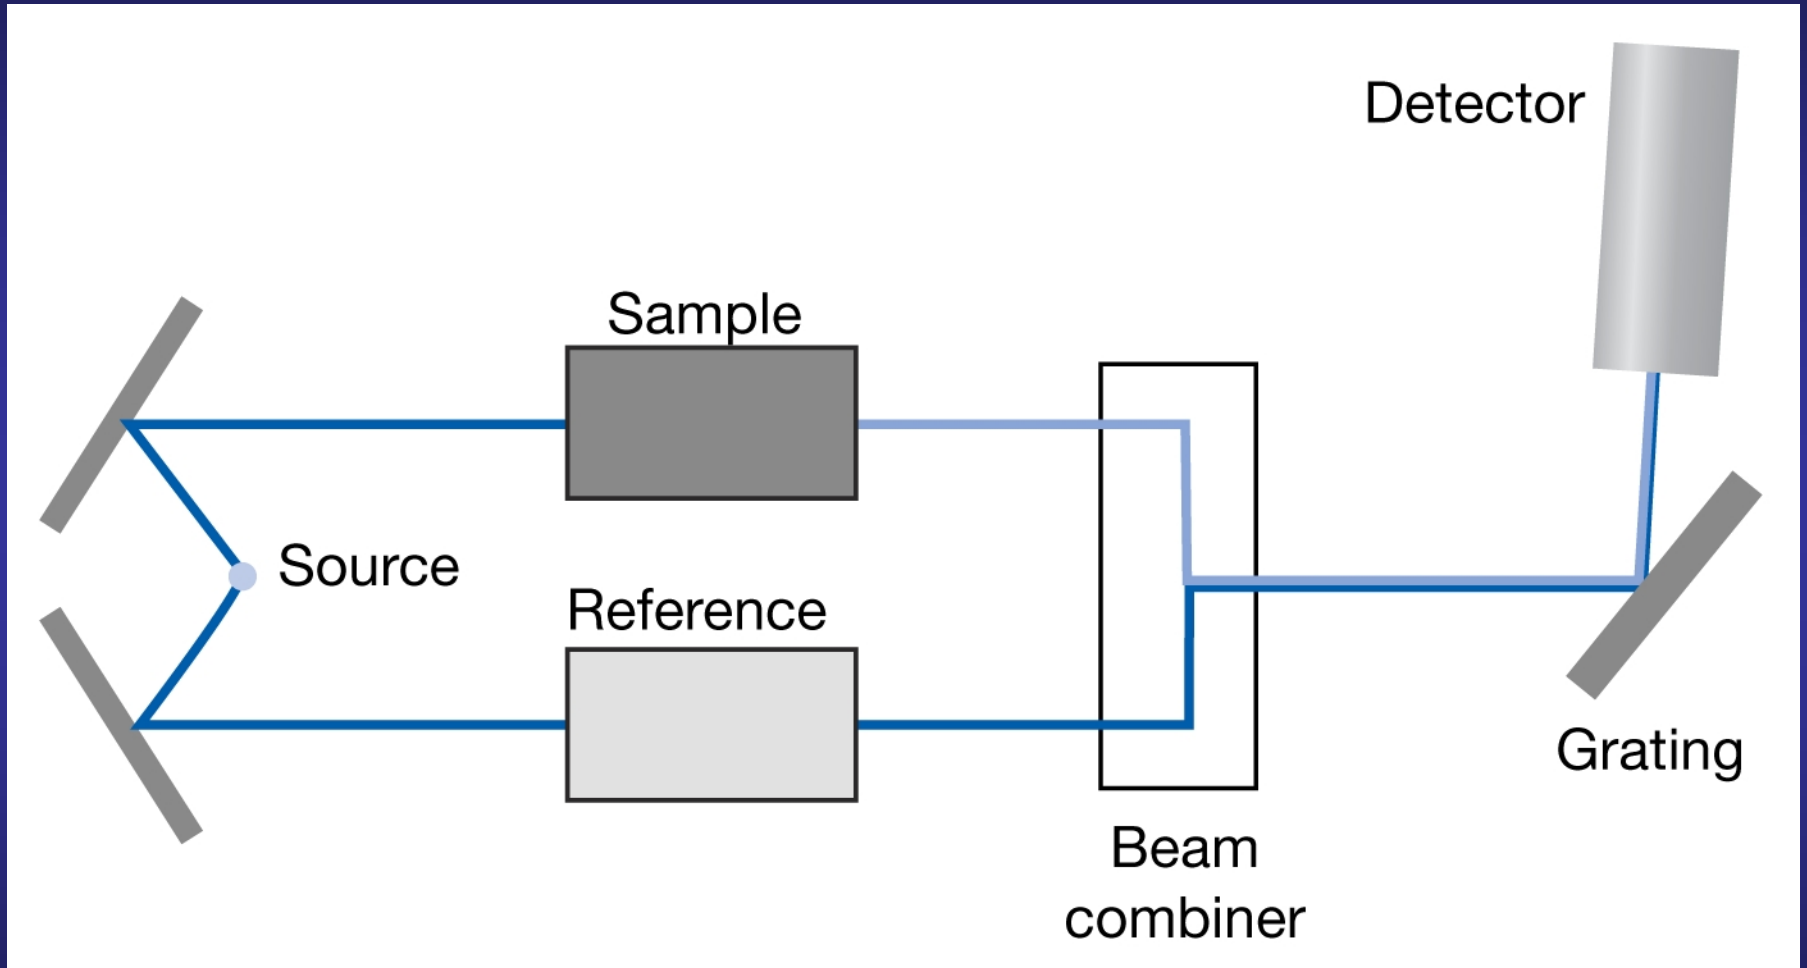 Detector
Sample
Source
Reference
Grating
Beam
combiner